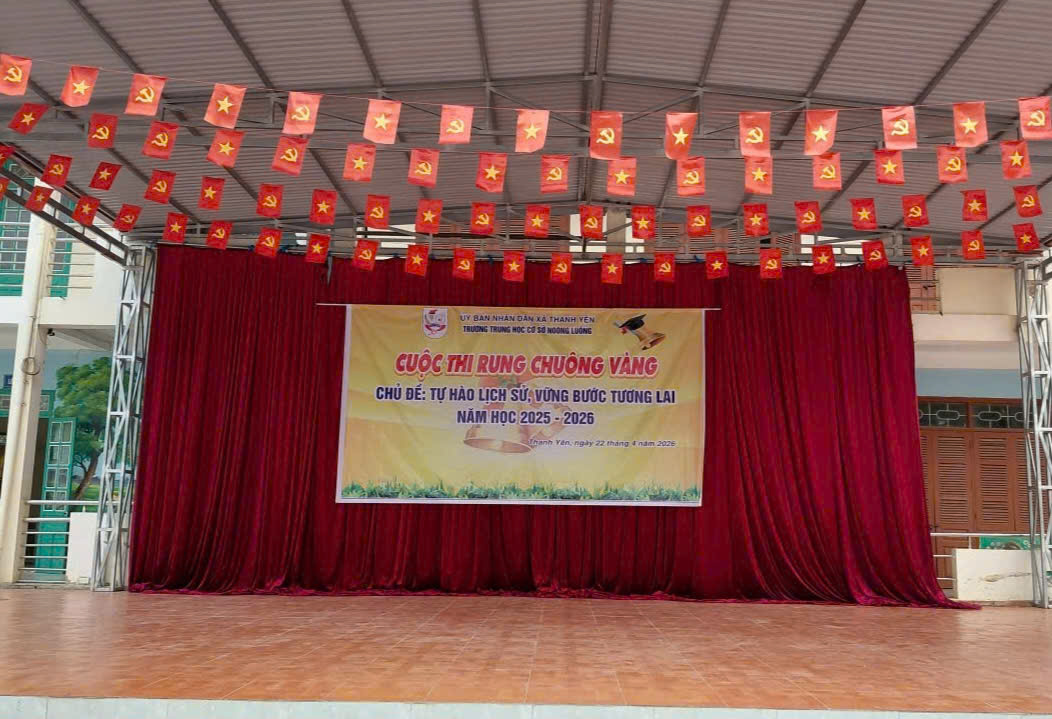 ỦY BAN NHÂN DÂN XÃ THANH YÊN
TRƯỜNG TRUNG HỌC CƠ SỞ NOONG LUỐNG
CUỘC THI RUNG CHUÔNG VÀNG
CHỦ ĐỀ: TỰ HÀO LỊCH SỬ, VỮNG BƯỚC TƯƠNG LAI
NĂM HỌC 2025 - 2026
Thanh Yên, ngày 22 tháng 4 năm 2026